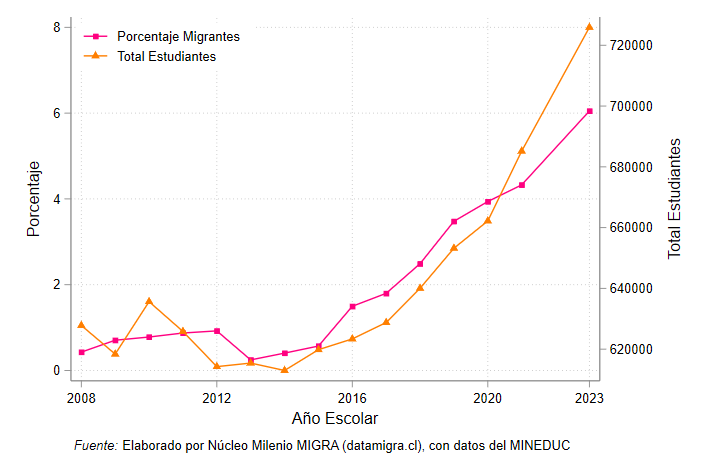 Porcentaje Migrantes
Total Estudiantes
8
6
4
2
0
Porcentaje
720000
700000
680000
660000
640000
620000
Total Estudiantes
2008
2012
2016
2020
2023
Año Escolar
Fuente: Elaborado por Núcleo Milenio MIGRA (datamigra.cl), con datos del MINEDUC